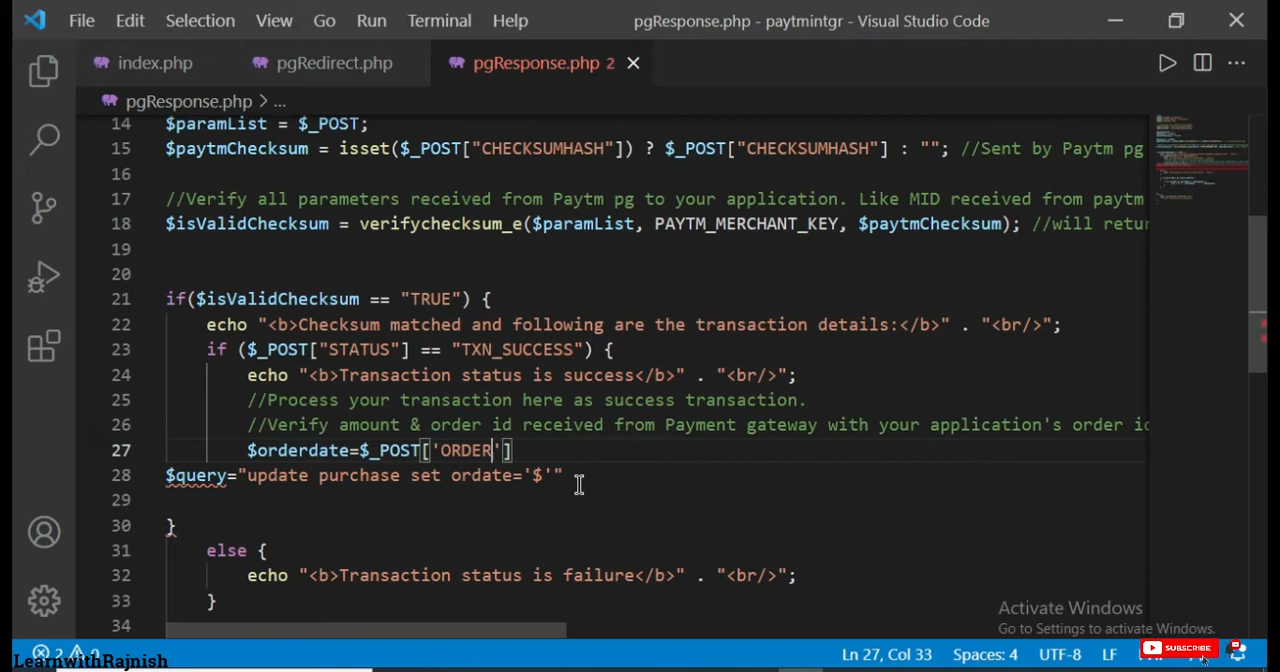 File Edit Selection View Go Run Terminal Help pgResponse.php - paytmintgr - Visual Studio Code
index.php pgRedirect.php pgResponse.php 2
pgResponse.php > ...
14 $paramList = $_POST;
15 $paytmChecksum = isset($_POST["CHECKSUMHASH"]) ? $_POST["CHECKSUMHASH"] : ""; //Sent by Paytm pg
16
17 //Verify all parameters received from Paytm pg to your application. Like MID received from paytm
18 $isValidChecksum = verifychecksum_e($paramList, PAYTM_MERCHANT_KEY, $paytmChecksum); //will retur
19
20
21 if($isValidChecksum == "TRUE") {
22 echo "<b>Checksum matched and following are the transaction details:</b>" . "<br/>";
23 if ($_POST["STATUS"] == "TXN_SUCCESS") {
24 echo "<b>Transaction status is success</b>" . "<br/>";
25 //Process your transaction here as success transaction.
26 //Verify amount & order id received from Payment gateway with your application's order id
27 $orderdate=$_POST['ORDER']
28 $query="update purchase set ordate='$'"
29
30 }
31 else {
32 echo "<b>Transaction status is failure</b>" . "<br/>";
33 }
34
Activate Windows
Go to Settings to activate Windows.
SUBSCRIBE
2 0 Ln 27, Col 33 Spaces: 4 UTF-8 LF
LearnwithRajnish